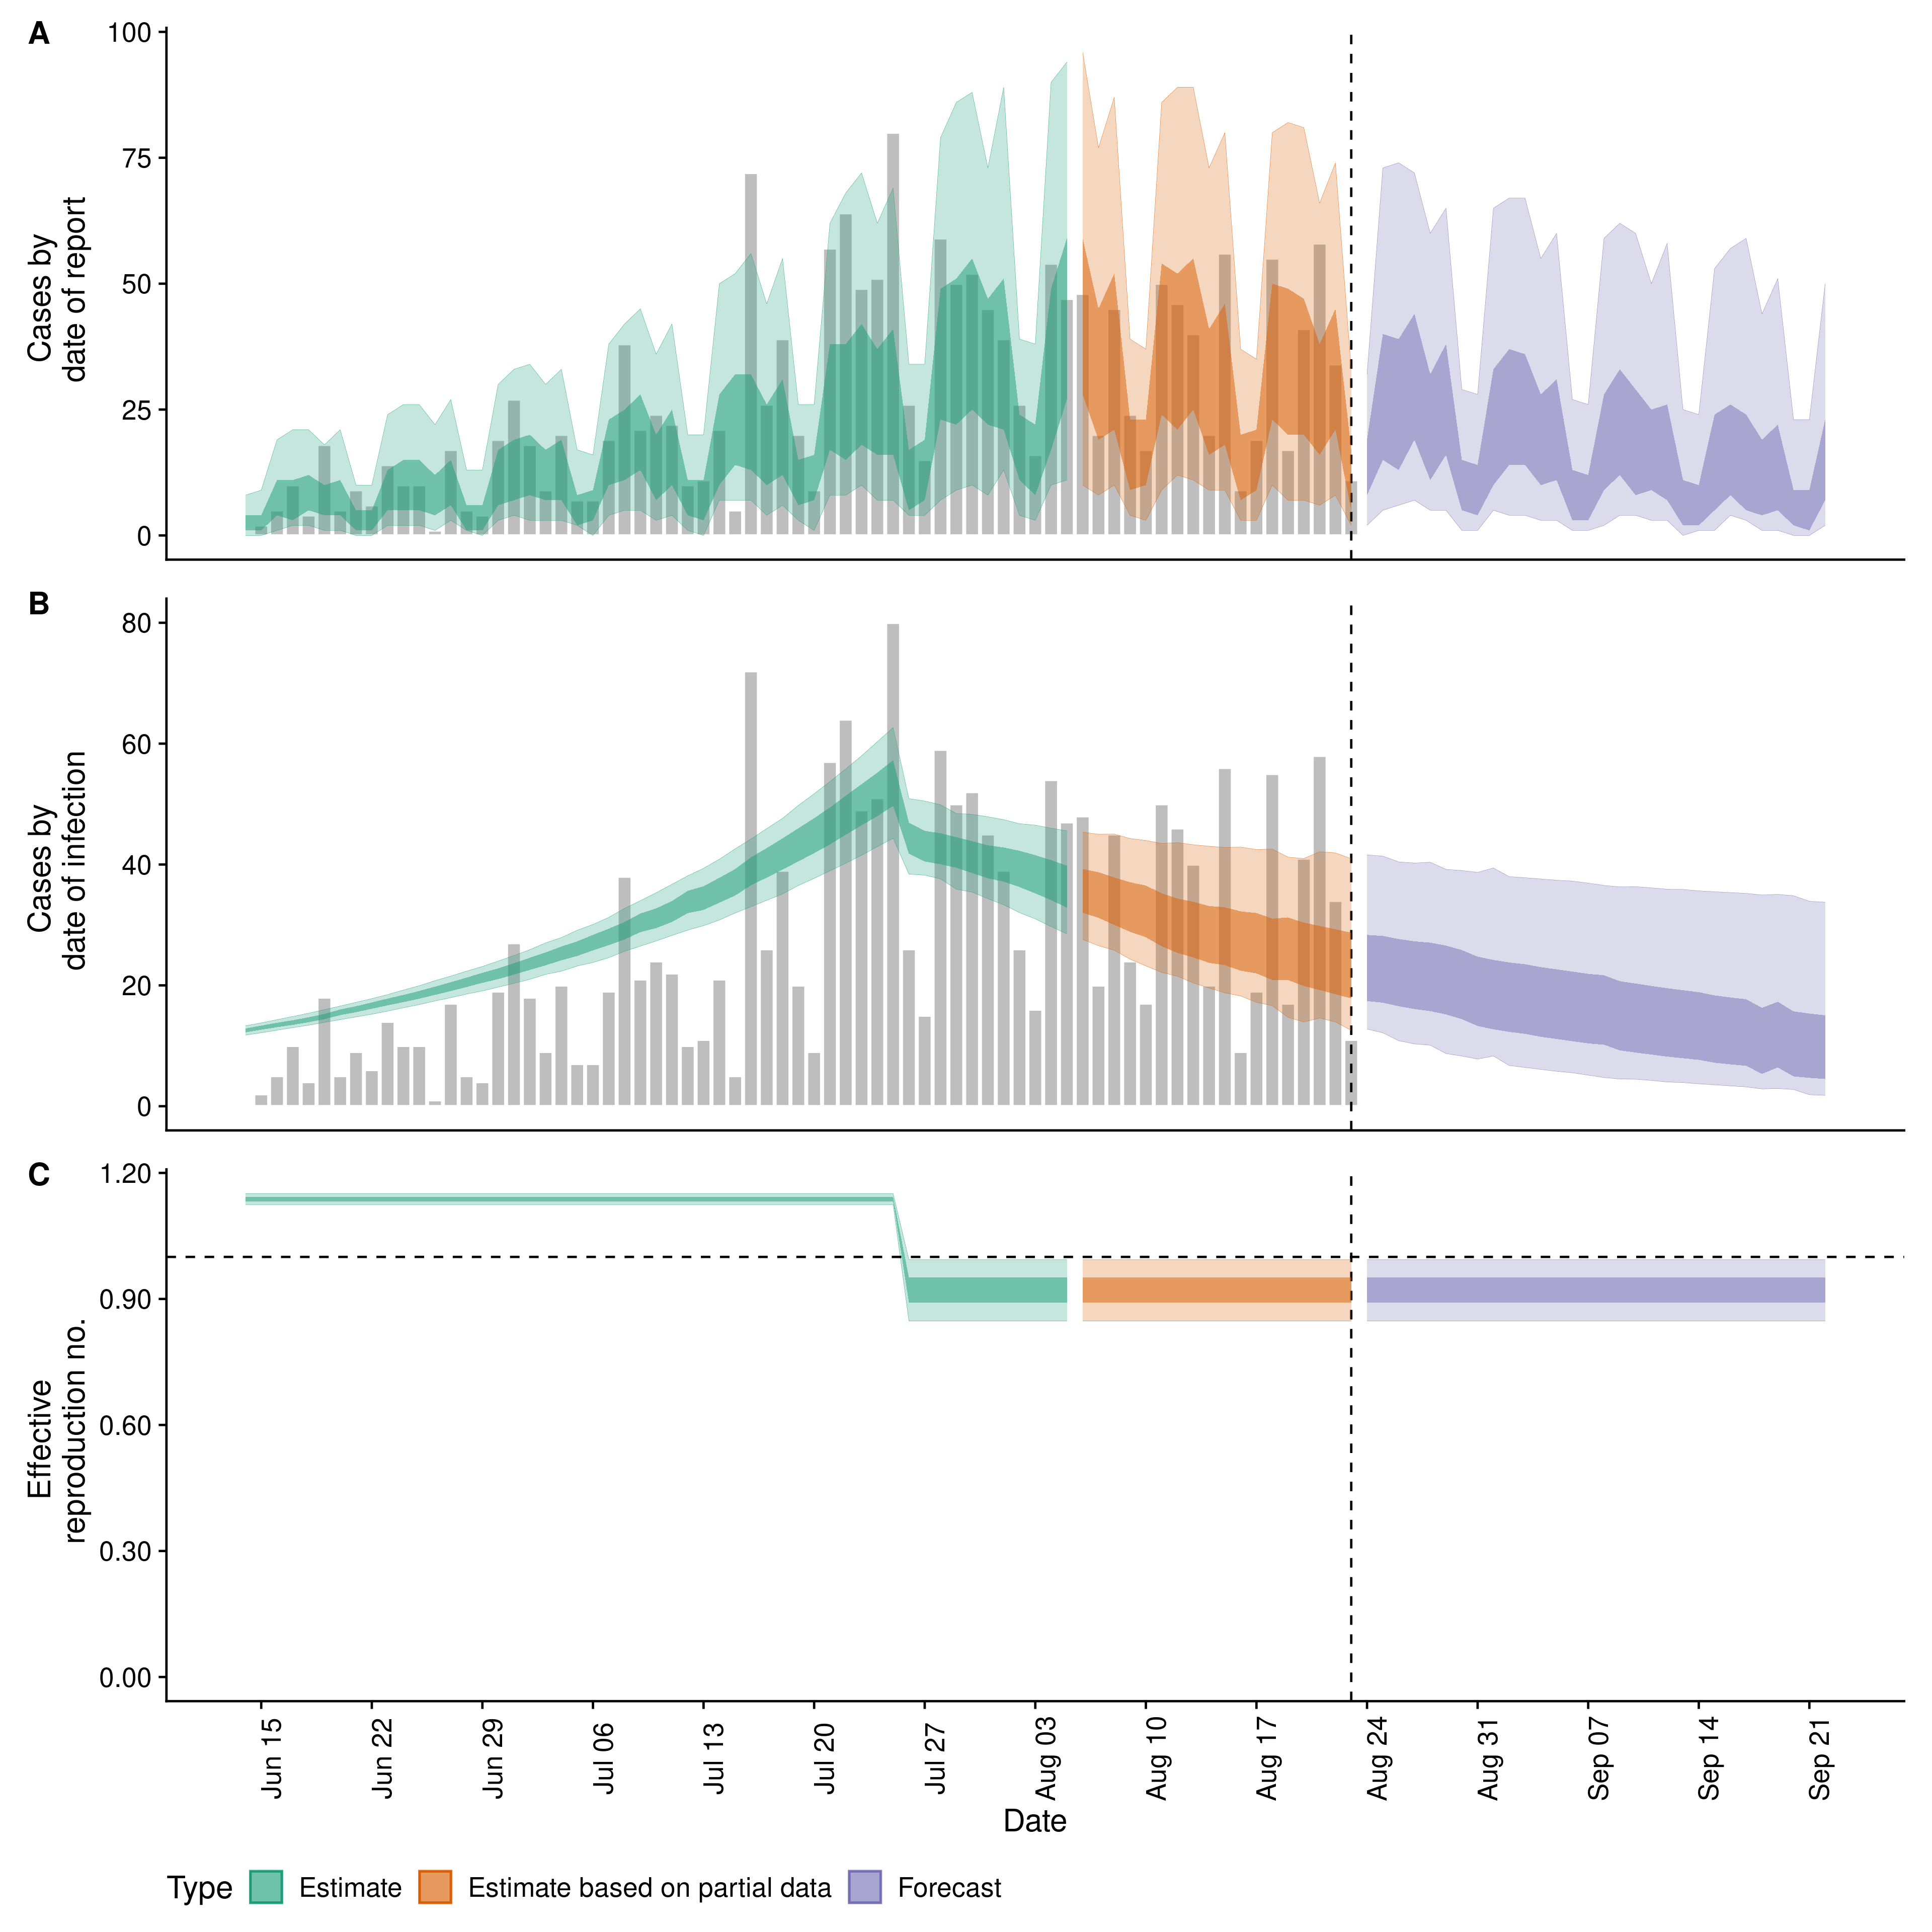 A
100
75
50
25
0
Cases by
date of report
B
80
60
40
20
0
Cases by
date of infection
C
1.20
0.90
0.60
0.30
0.00
Effective
reproduction no.
Jun 15
Jun 22
Jun 29
Jul 06
Jul 13
Jul 20
Jul 27
Aug 03
Aug 10
Aug 17
Aug 24
Aug 31
Sep 07
Sep 14
Sep 21
Date
Type Estimate Estimate based on partial data Forecast